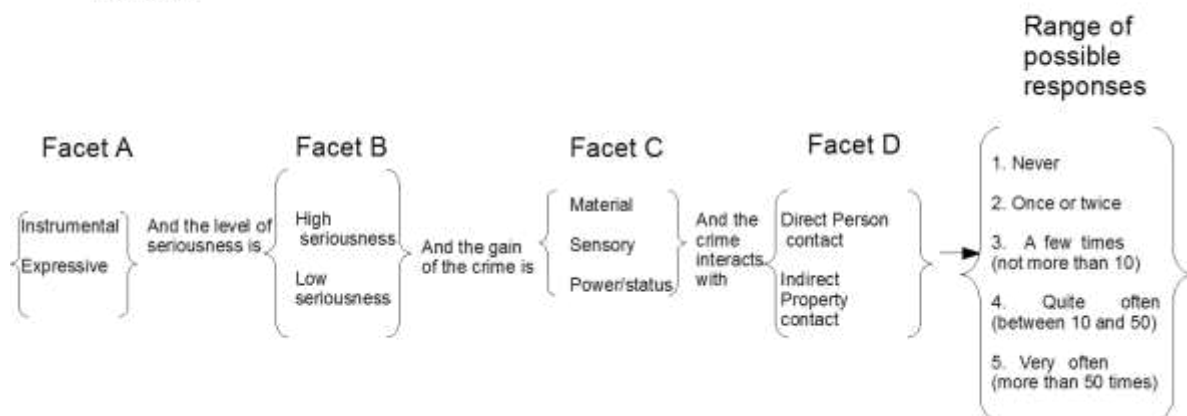 Range of
possible
responses
Facet A
Facet B
Facet C
Facet D
Instrumental
Expressive
And the level of
seriousness is
High
seriousness
Low
seriousness
And the gain
of the crime is
Material
Sensory
Power/status
And the
crime
interacts
with
Direct Person
contact
Indirect
Property
contact
1. Never
2. Once or twice
3. A few times
(not more than 10)
4. Quite often
(between 10 and 50)
5. Very often
(more than 50 times)